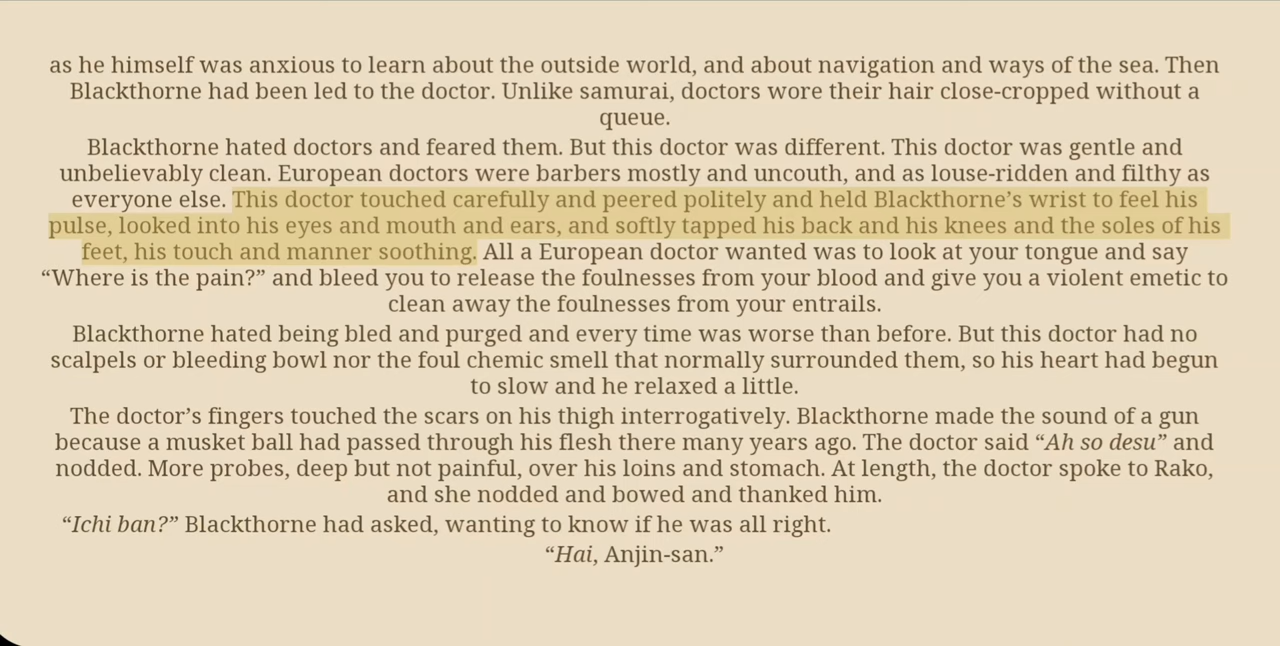 as he himself was anxious to learn about the outside world, and about navigation and ways of the sea. Then
Blackthorne had been led to the doctor. Unlike samurai, doctors wore their hair close-cropped without a
queue.
Blackthorne hated doctors and feared them. But this doctor was different. This doctor was gentle and
unbelievably clean. European doctors were barbers mostly and uncouth, and as louse-ridden and filthy as
everyone else. This doctor touched carefully and peered politely and held Blackthorne’s wrist to feel his
pulse, looked into his eyes and mouth and ears, and softly tapped his back and his knees and the soles of his
feet, his touch and manner soothing. All a European doctor wanted was to look at your tongue and say
“Where is the pain?” and bleed you to release the foulnesses from your blood and give you a violent emetic to
clean away the foulnesses from your entrails.
Blackthorne hated being bled and purged and every time was worse than before. But this doctor had no
scalpels or bleeding bowl nor the foul chemic smell that normally surrounded them, so his heart had begun
to slow and he relaxed a little.
The doctor’s fingers touched the scars on his thigh interrogatively. Blackthorne made the sound of a gun
because a musket ball had passed through his flesh there many years ago. The doctor said “Ah so desu” and
nodded. More probes, deep but not painful, over his loins and stomach. At length, the doctor spoke to Rako,
and she nodded and bowed and thanked him.
“Ichi ban?” Blackthorne had asked, wanting to know if he was all right.
“Hai, Anjin-san.”